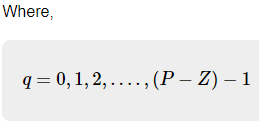 Where,
q = 0, 1, 2, . . . . , (P − Z) − 1